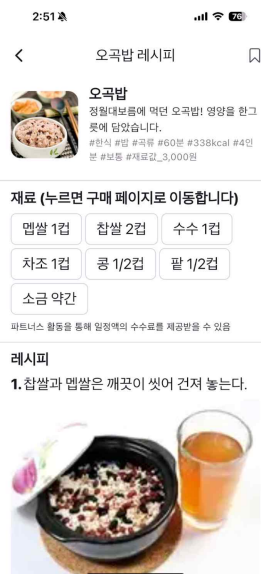 2:51
76
오곡밥 레시피
오곡밥
정월대보름에 먹던 오곡밥! 영양을 한그
릇에 담았습니다.
#한식 #밥 #곡류 #60분 #338kcal #4인
분 #보통 #재료값_3,000원
재료 (누르면 구매 페이지로 이동합니다)
멥쌀 1컵 찹쌀 2컵 수수 1컵
차조 1컵 콩 1/2컵 팥 1/2컵
소금 약간
파트너스 활동을 통해 일정액의 수수료를 제공받을 수 있음
레시피
1. 찹쌀과 멥쌀은 깨끗이 씻어 건져 놓는다.